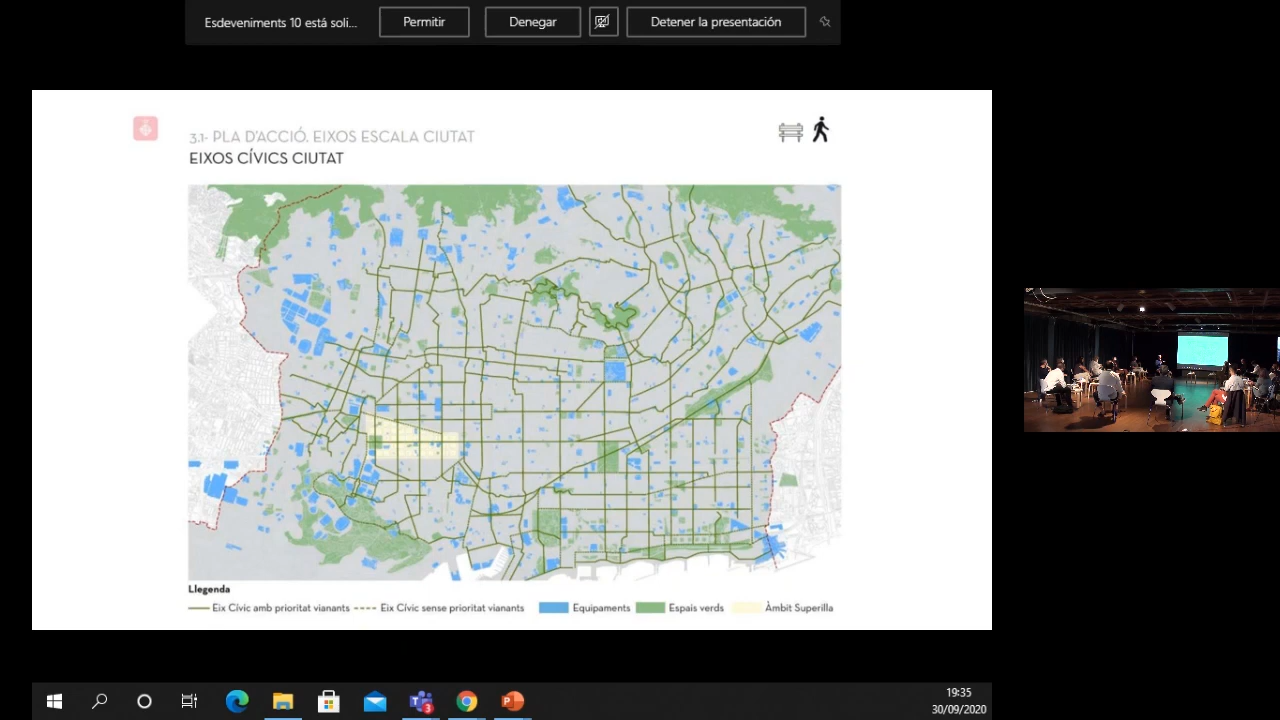 Esdeveniments 10 está soli...
Permitir
Denegar
Detener la presentación
3.1- PLA D'ACCIÓ. EIXOS ESCALA CIUTAT
EIXOS CÍVICS CIUTAT
Llegenda
Eix Cívic amb prioritat vianants
Eix Cívic sense prioritat vianants
Equipaments
Espais verds
Àmbit Superilla
T
3
P
19:35
30/09/2020